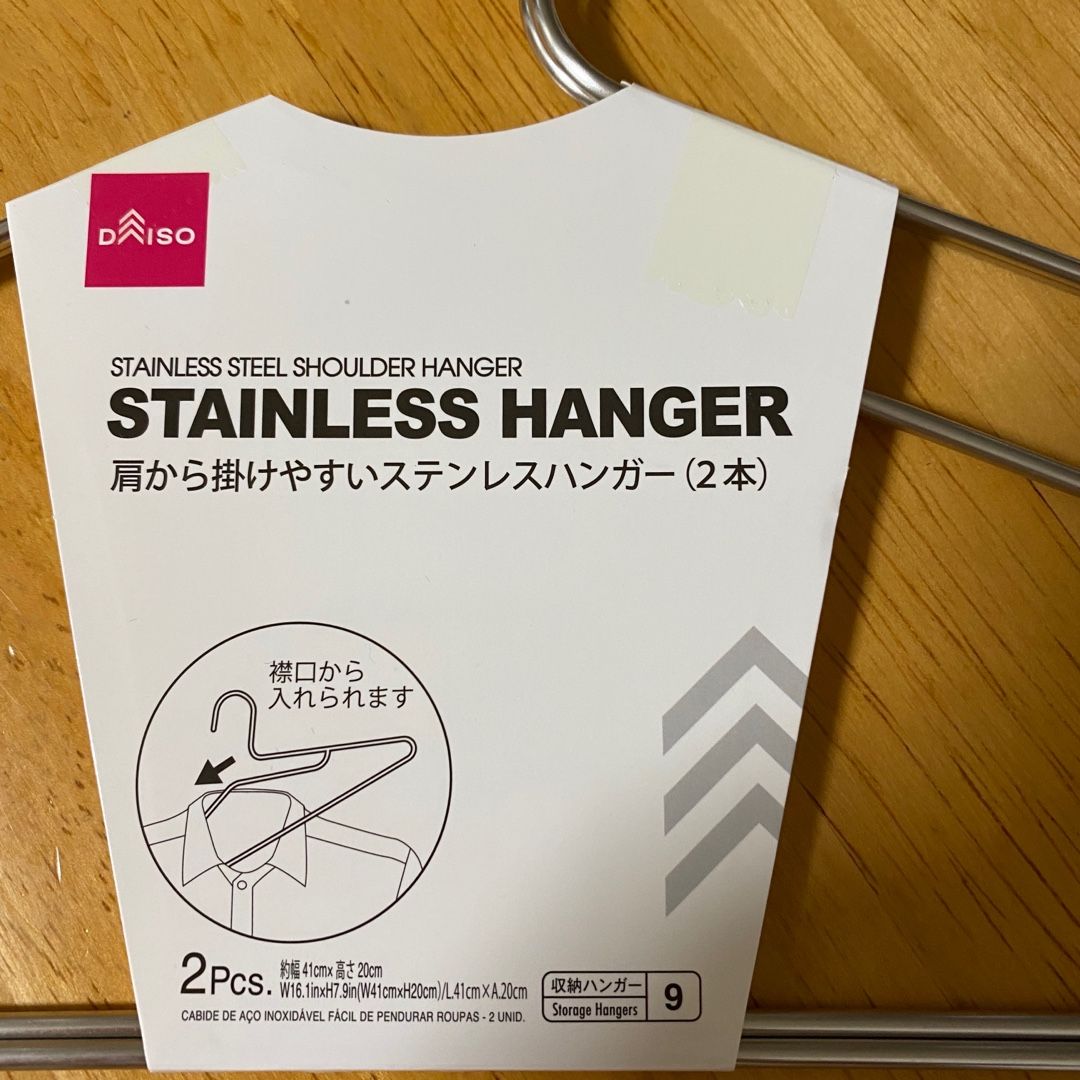 DAISO
STAINLESS STEEL SHOULDER HANGER
STAINLESS HANGER
肩から掛けやすいステンレスハンガー（2本）
襟口から
入れられます
2Pcs.
約幅41cm×高さ20cm
W16.1inxH7.9in(W41cmxH20cm)/L.41cm×A.20cm
CABIDE DE AÇO INOXIDÁVEL FÁCIL DE PENDURAR ROUPAS - 2 UNID.
収納ハンガー
Storage Hangers
9